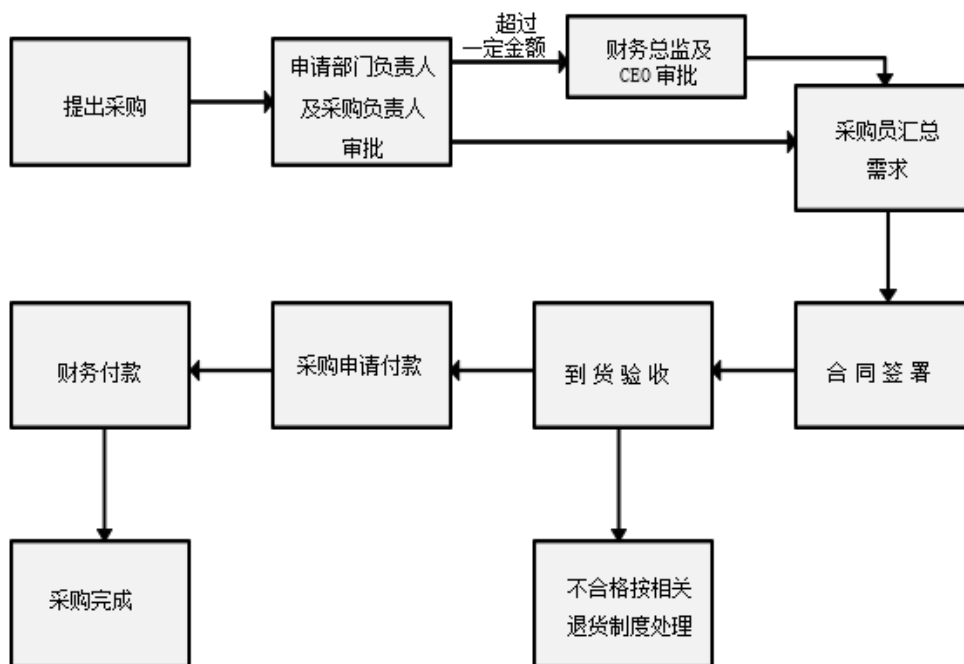 提出采购
申请部门负责人
及采购负责人
审批
超过
一定金额
财务总监及
CEO 审批
采购员汇总
需求
合同签署
到货验收
采购申请付款
财务付款
采购完成
不合格按相关
退货制度处理